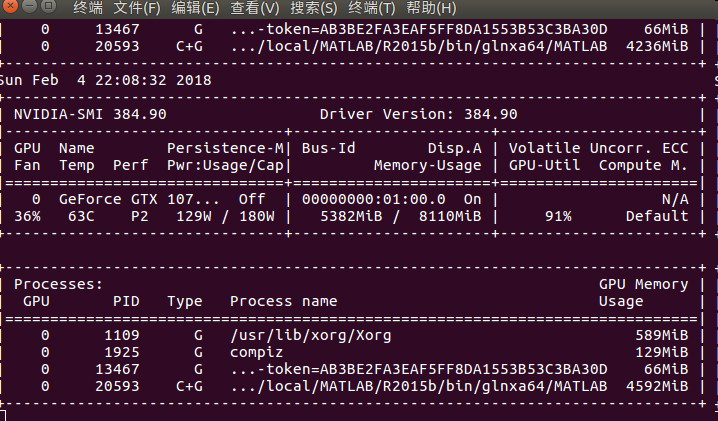 终端 文件(F) 编辑(E) 查看(V) 搜索(S) 终端(T) 帮助(H)
| 0 13467 G ...-token=AB3BE2FA3EAF5FF8DA1553B53C3BA30D 66MiB |
| 0 20593 C+G .../local/MATLAB/R2015b/bin/glnxa64/MATLAB 4236MiB |
+-----------------------------------------------------------------------------+
Sun Feb 4 22:08:32 2018
+-----------------------------------------------------------------------------+
| NVIDIA-SMI 384.90 Driver Version: 384.90 |
|-------------------------------+----------------------+----------------------+
| GPU Name Persistence-M| Bus-Id Disp.A | Volatile Uncorr. ECC |
| Fan Temp Perf Pwr:Usage/Cap| Memory-Usage | GPU-Util Compute M. |
|===============================+======================+======================|
| 0 GeForce GTX 107... Off | 00000000:01:00.0 On | N/A |
| 36% 63C P2 129W / 180W | 5382MiB / 8110MiB | 91% Default |
+-------------------------------+----------------------+----------------------+
+-----------------------------------------------------------------------------+
| Processes: GPU Memory |
| GPU PID Type Process name Usage |
|=============================================================================|
| 0 1109 G /usr/lib/xorg/Xorg 589MiB |
| 0 1925 G compiz 129MiB |
| 0 13467 G ...-token=AB3BE2FA3EAF5FF8DA1553B53C3BA30D 66MiB |
| 0 20593 C+G .../local/MATLAB/R2015b/bin/glnxa64/MATLAB 4592MiB |
+-----------------------------------------------------------------------------+